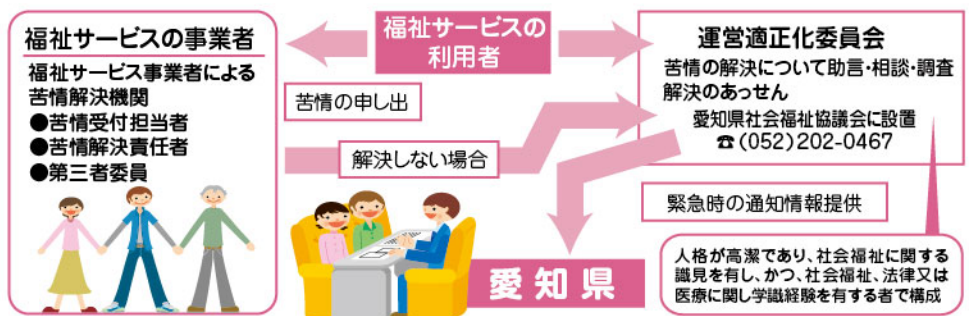 福祉サービスの事業者
福祉サービス事業者による
苦情解決機関
●苦情受付担当者
●苦情解決責任者
●第三者委員
福祉サービスの
利用者
苦情の申し出
解決しない場合
運営適正化委員会
苦情の解決について助言・相談・調査
解決のあっせん
愛知県社会福祉協議会に設置
☎(052)202-0467
緊急時の通知情報提供
愛知県
人格が高潔であり、社会福祉に関する
識見を有し、かつ、社会福祉、法律又は
医療に関し学識経験を有する者で構成